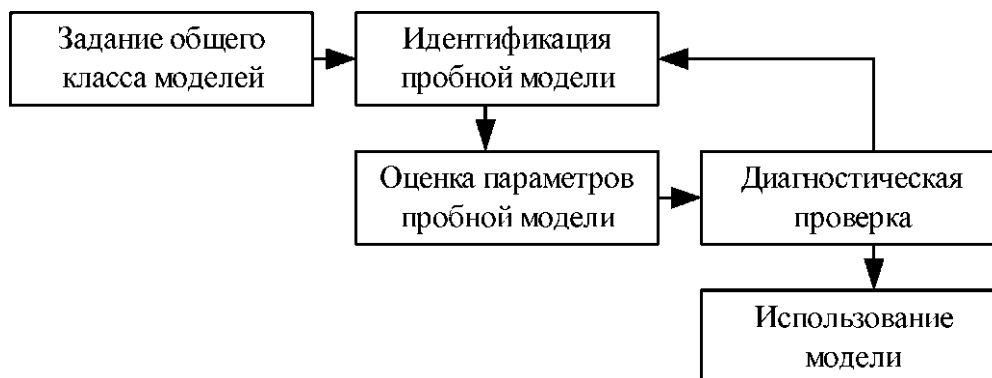 Задание общего
класса моделей
Идентификация
пробной модели
Оценка параметров
пробной модели
Диагностическая
проверка
Использование
модели